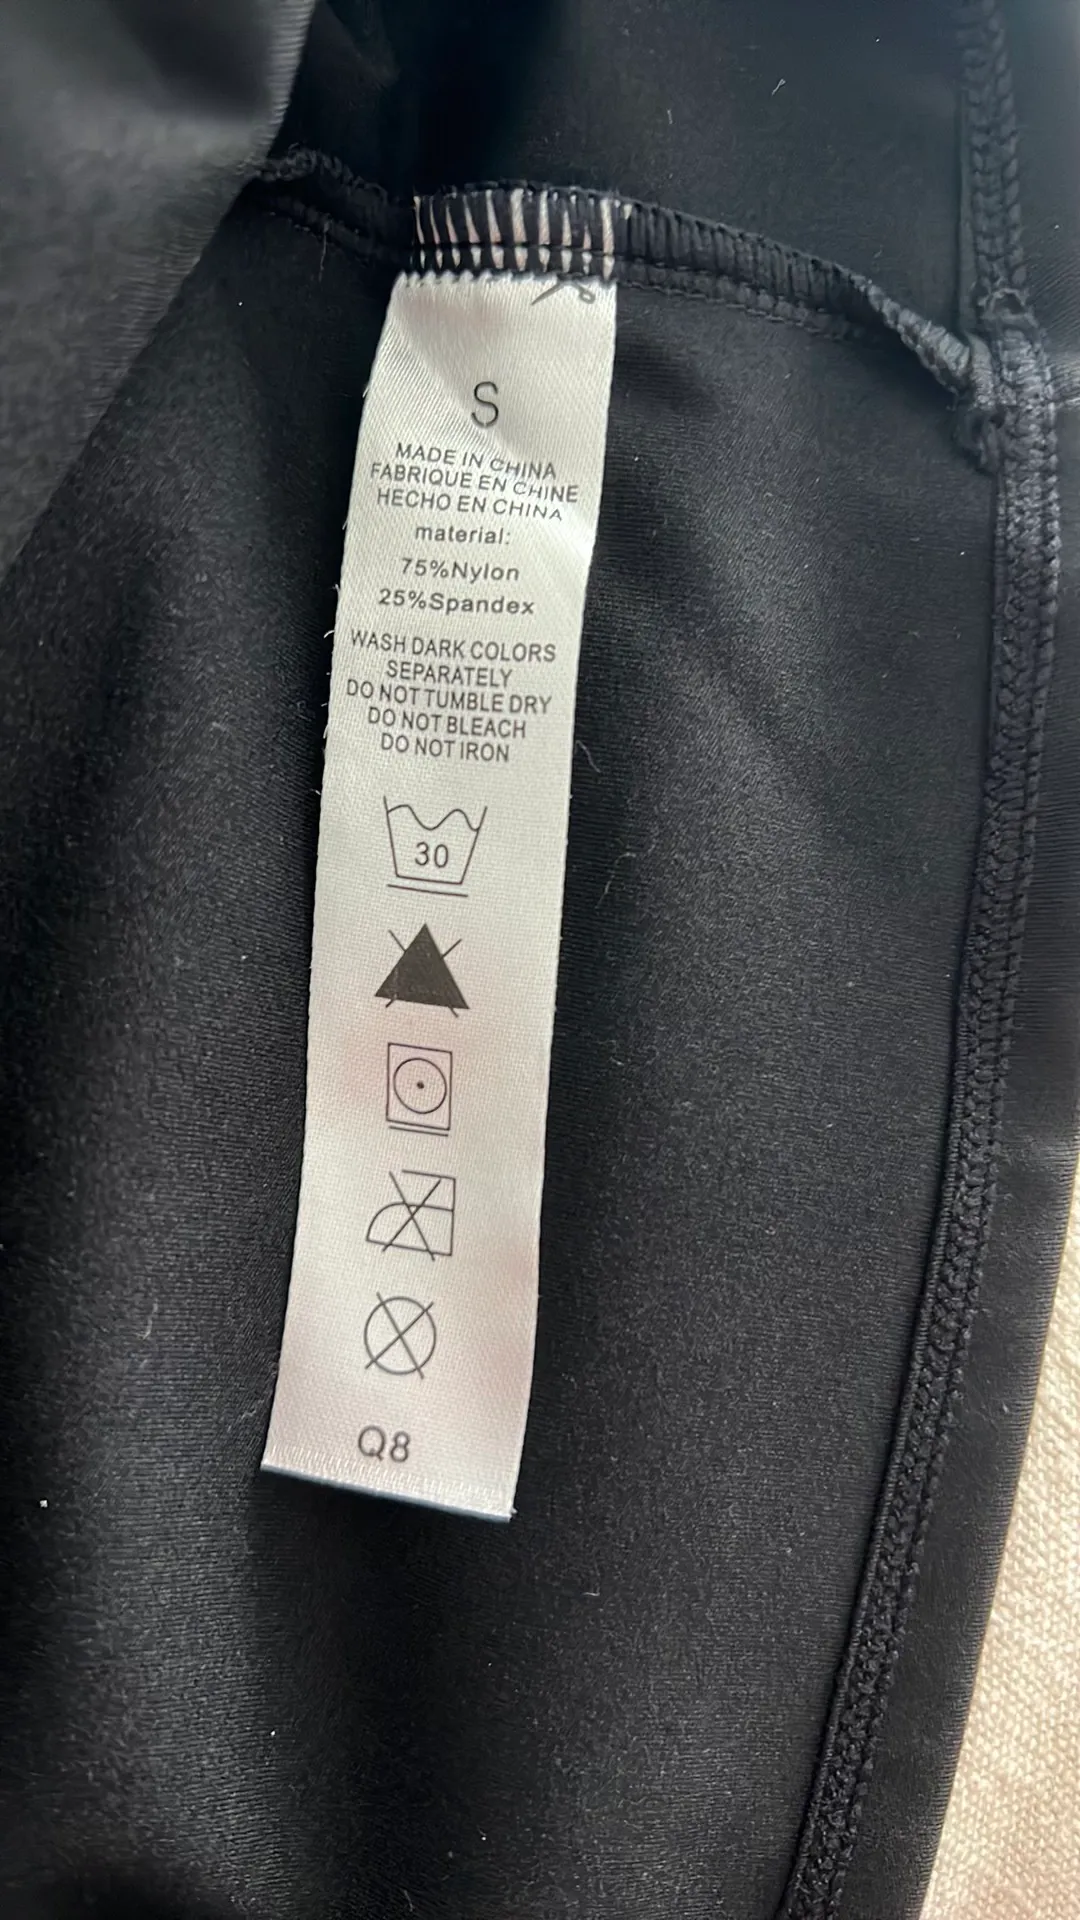 S
MADE IN CHINA
FABRIQUE EN CHINE
HECHO EN CHINA
material:
75%Nylon
25%Spandex
WASH DARK COLORS
SEPARATELY
DO NOT TUMBLE DRY
DO NOT BLEACH
DO NOT IRON
30
Q8